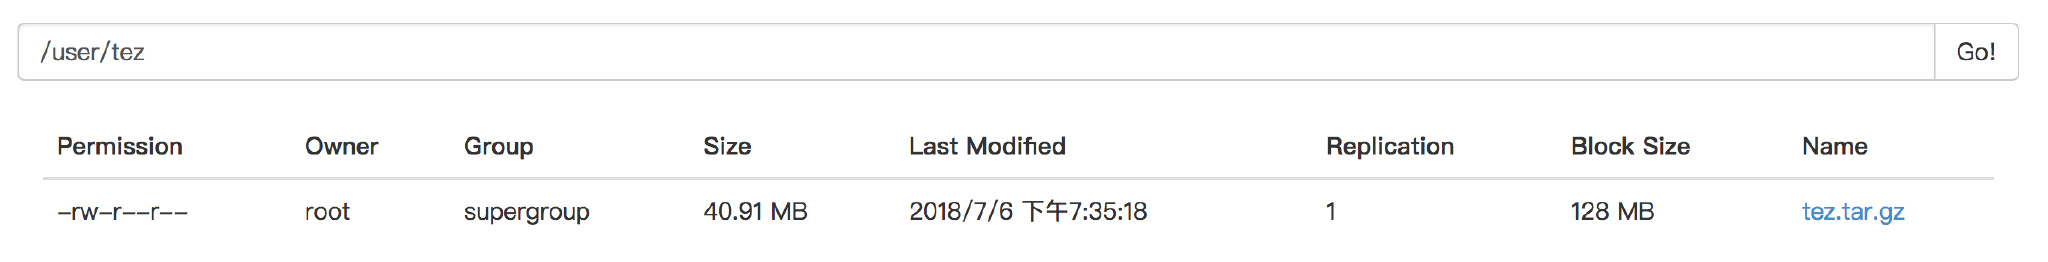 /user/tez Go!
Permission Owner Group Size Last Modified Replication Block Size Name
-rw-r--r-- root supergroup 40.91 MB 2018/7/6 下午7:35:18 1 128 MB tez.tar.gz